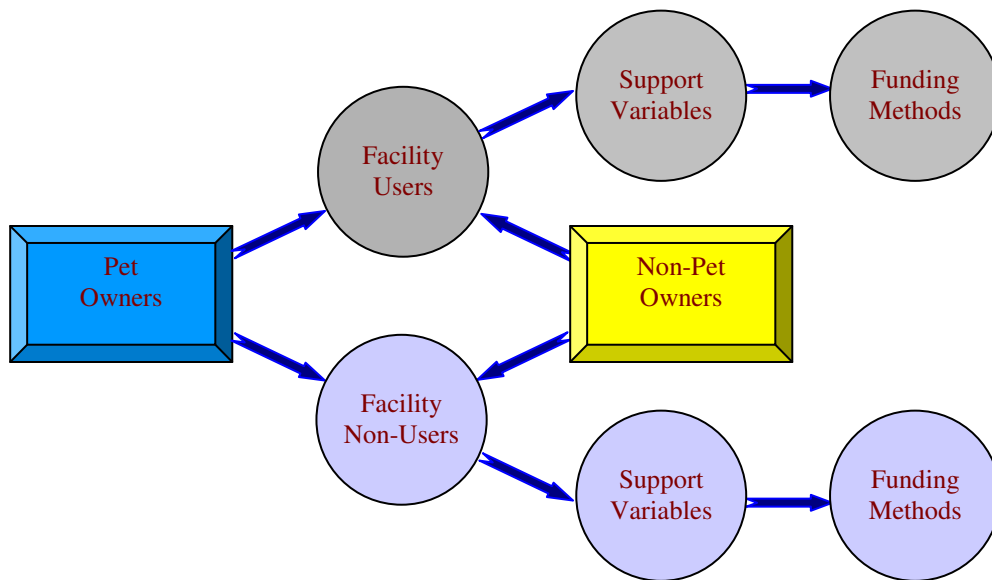 Support
Variables
Funding
Methods
Facility
Users
Pet
Owners
Non-Pet
Owners
Facility
Non-Users
Support
Variables
Funding
Methods